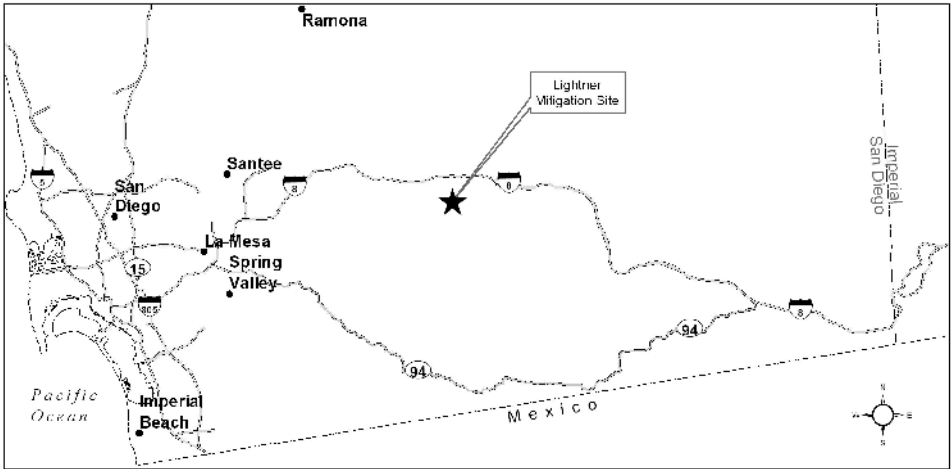 Ramona
Lightner
Mitigation Site
Imperial
San Diego
Santee
8
8
5
San
Diego
La Mesa
Spring
Valley
15
805
8
94
94
Pacific
Ocean
Imperial
Beach
Mexico
N
W
E
S